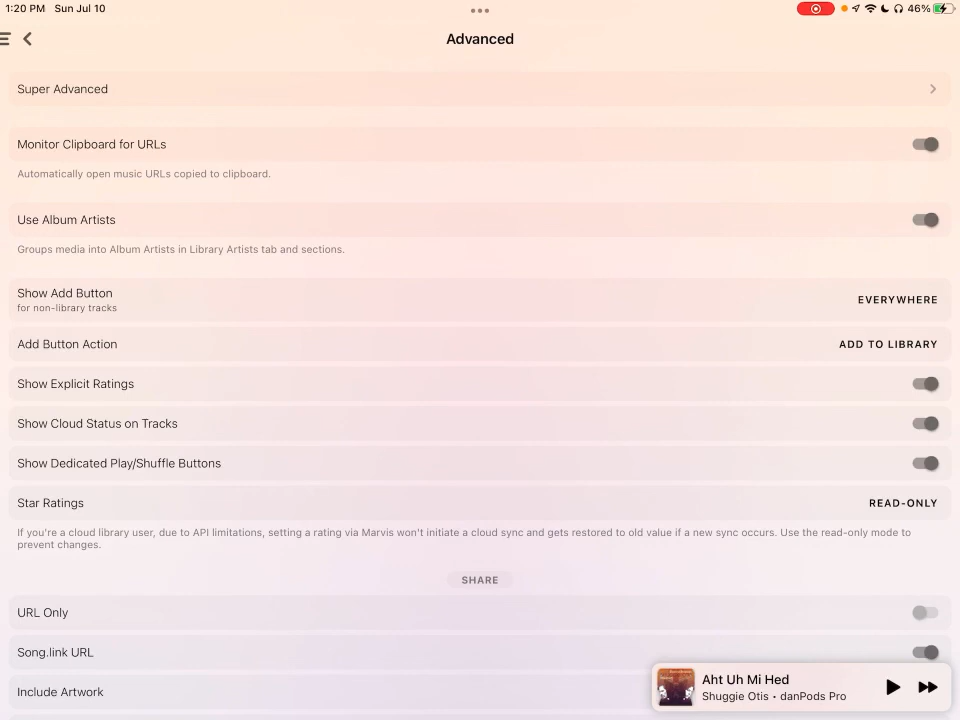 1:20 PM Sun Jul 10
46%
Advanced
Super Advanced
Monitor Clipboard for URLs
Automatically open music URLs copied to clipboard.
Use Album Artists
Groups media into Album Artists in Library Artists tab and sections.
Show Add Button
for non-library tracks
EVERYWHERE
Add Button Action
ADD TO LIBRARY
Show Explicit Ratings
Show Cloud Status on Tracks
Show Dedicated Play/Shuffle Buttons
Star Ratings
READ-ONLY
If you're a cloud library user, due to API limitations, setting a rating via Marvis won't initiate a cloud sync and gets restored to old value if a new sync occurs. Use the read-only mode to
prevent changes.
SHARE
URL Only
Song.link URL
Include Artwork
Aht Uh Mi Hed
Shuggie Otis • danPods Pro